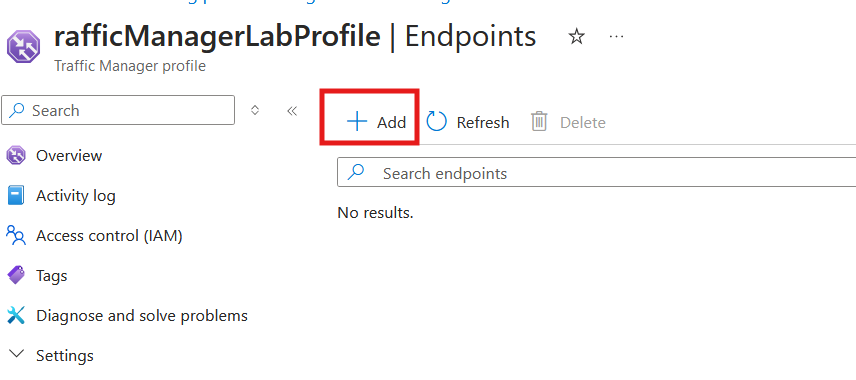 rafficManagerLabProfile | Endpoints
Traffic Manager profile
Search
Add
Refresh
Delete
Overview
Search endpoints
Activity log
No results.
Access control (IAM)
Tags
Diagnose and solve problems
Settings